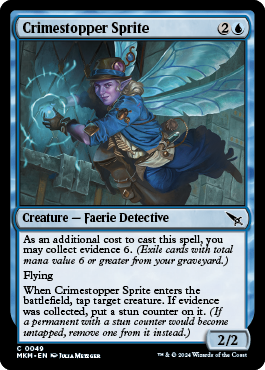 Crimestopper Sprite 2
Creature — Faerie Detective
As an additional cost to cast this spell, you
may collect evidence 6. (Exile cards with total
mana value 6 or greater from your graveyard.)
Flying
When Crimestopper Sprite enters the
battlefield, tap target creature. If evidence
was collected, put a stun counter on it. (If
a permanent with a stun counter would become
untapped, remove one from it instead.)
2/2
C 0049
MKN • EN Julia Metzger
™ & © 2024 Wizards of the Coast